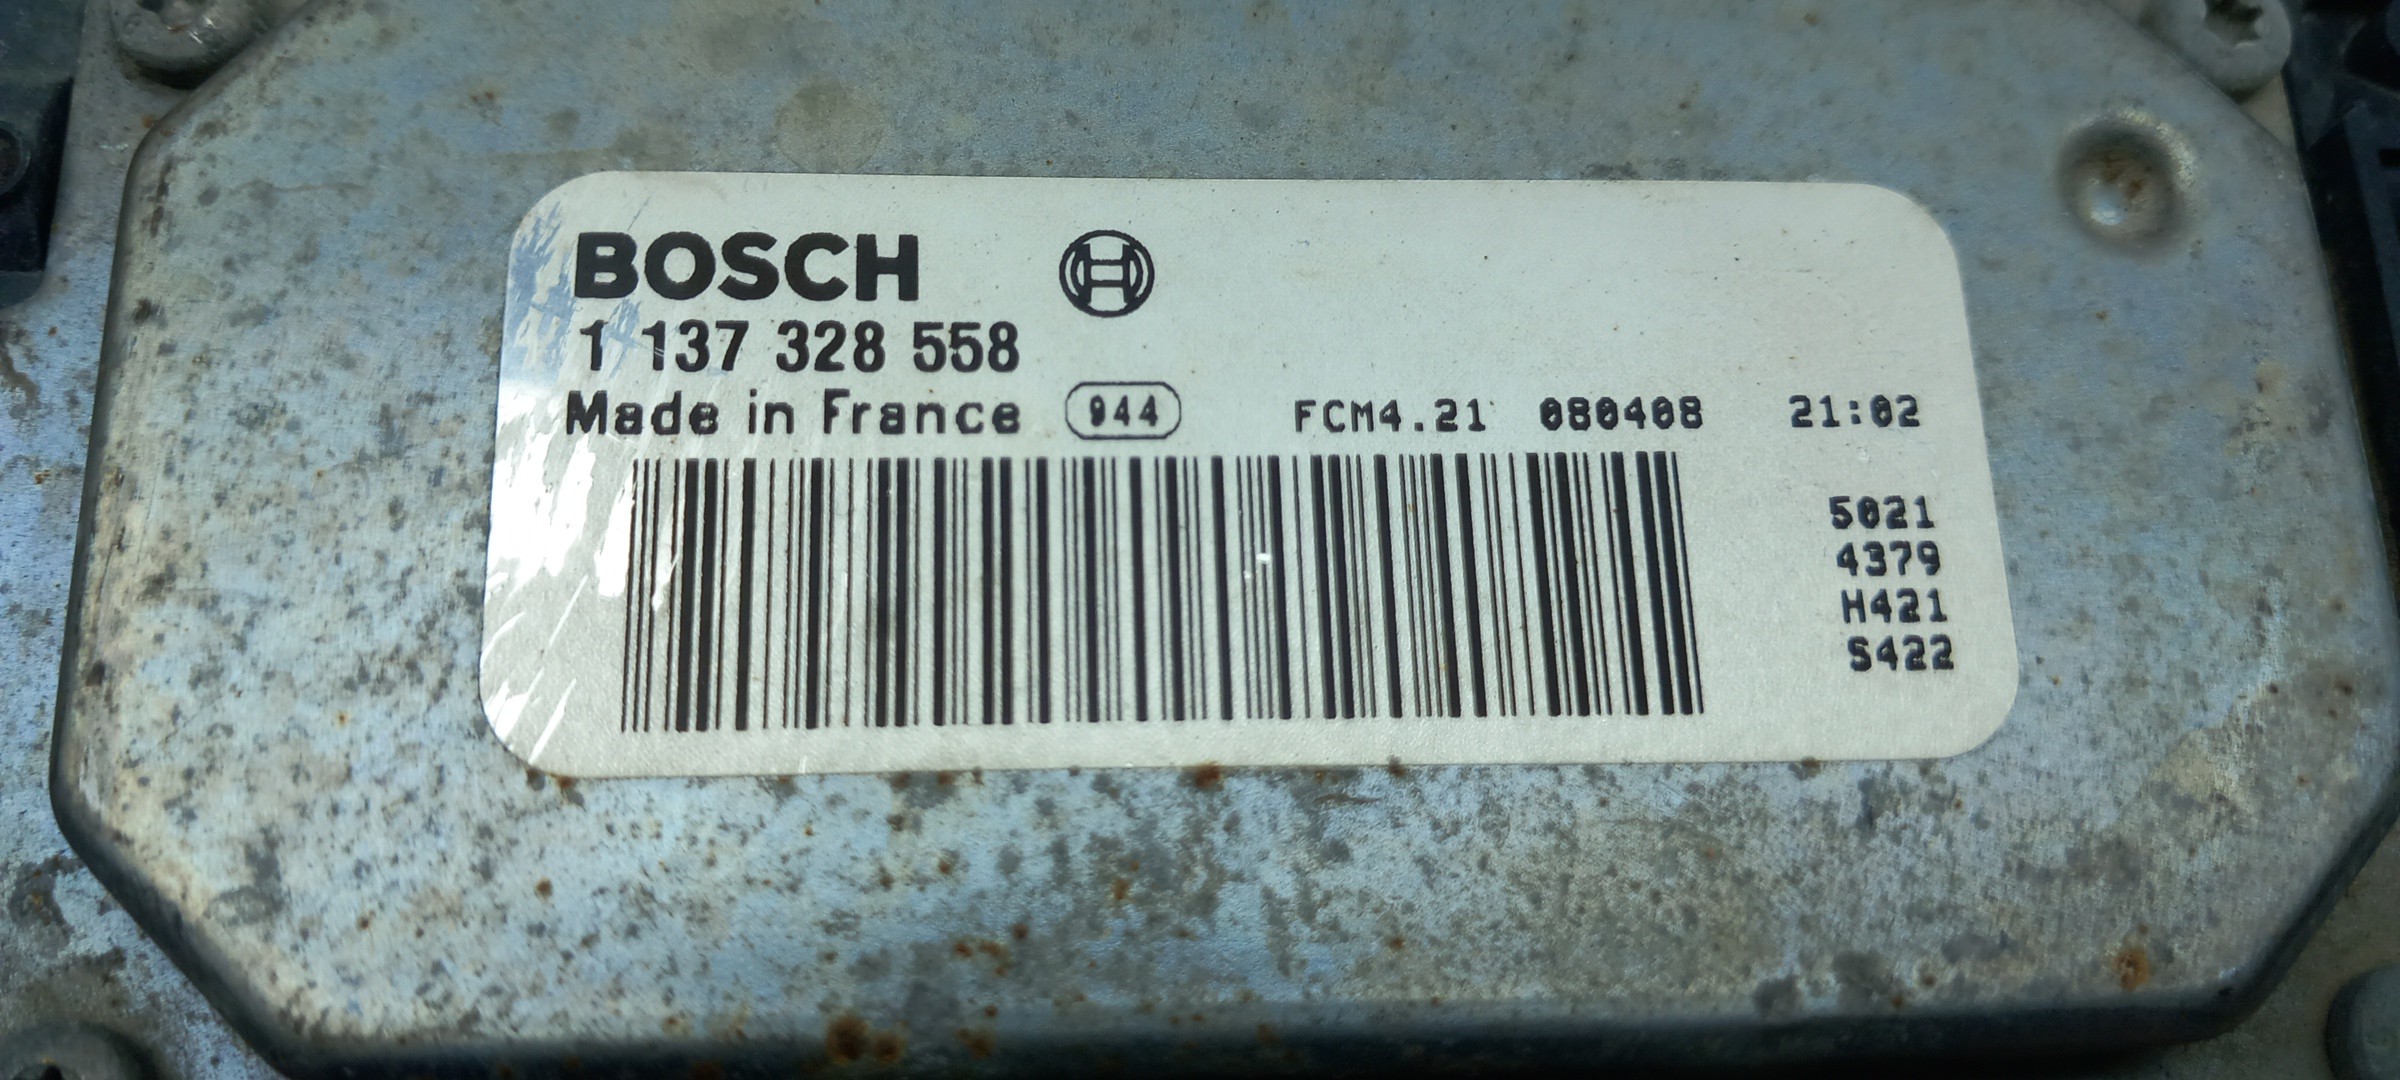 BOSCH
1 137 328 558
Made in France 944 FCM4.21 080408 21:02
5021
4379
H421
S422